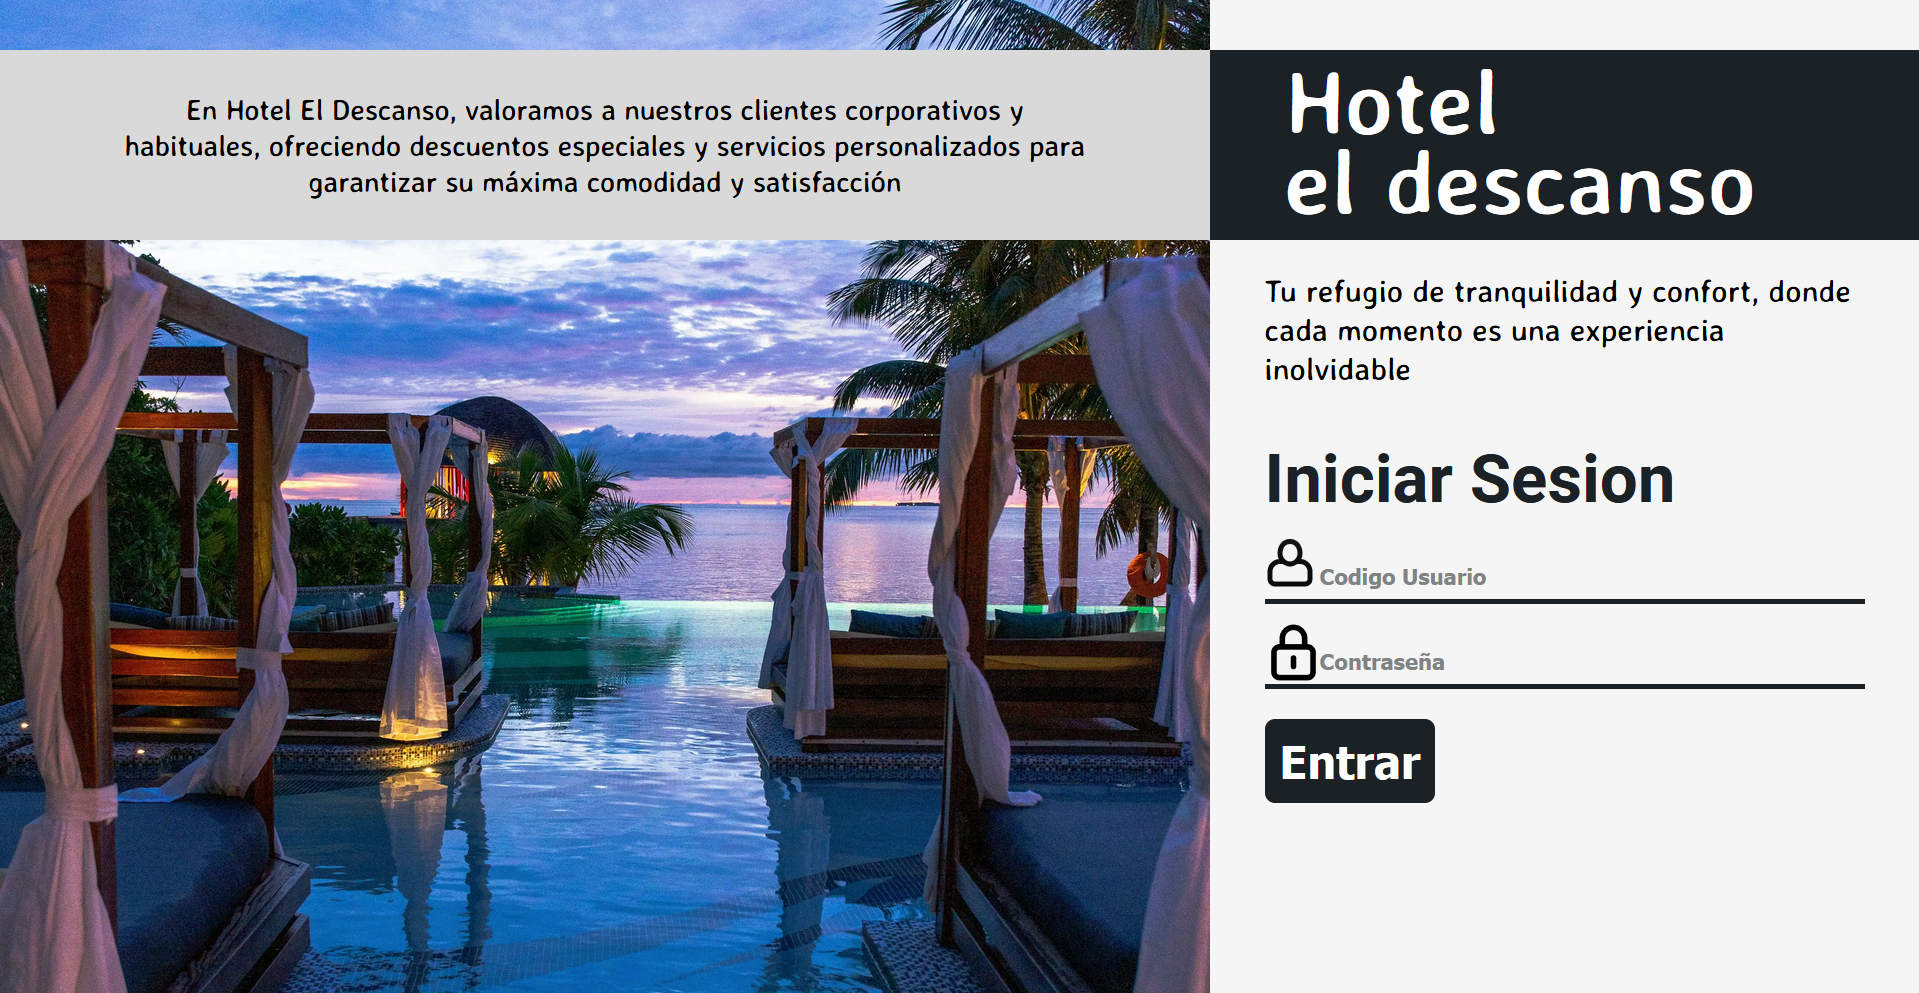 En Hotel El Descanso, valoramos a nuestros clientes corporativos y
habituales, ofreciendo descuentos especiales y servicios personalizados para
garantizar su máxima comodidad y satisfacción
Hotel
el descanso
Tu refugio de tranquilidad y confort, donde
cada momento es una experiencia
inolvidable
Iniciar Sesion
Codigo Usuario
Contraseña
Entrar